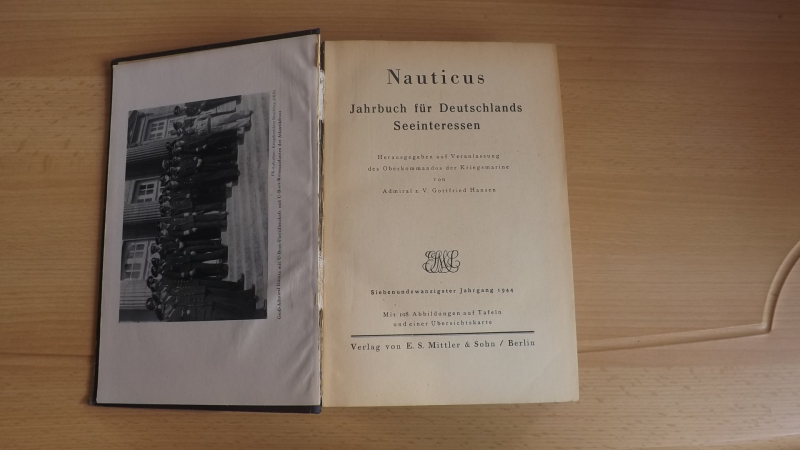 Nauticus
Jahrbuch für Deutschlands
Seeinteressen
Herausgegeben auf Veranlassung
des Oberkommandos der Kriegsmarine
von
Admiral z. V. Gottfried Hansen
Siebenundzwanzigster Jahrgang 1944
Mit 108 Abbildungen auf Tafeln
und einer Übersichtskarte
Verlag von E. S. Mittler & Sohn / Berlin